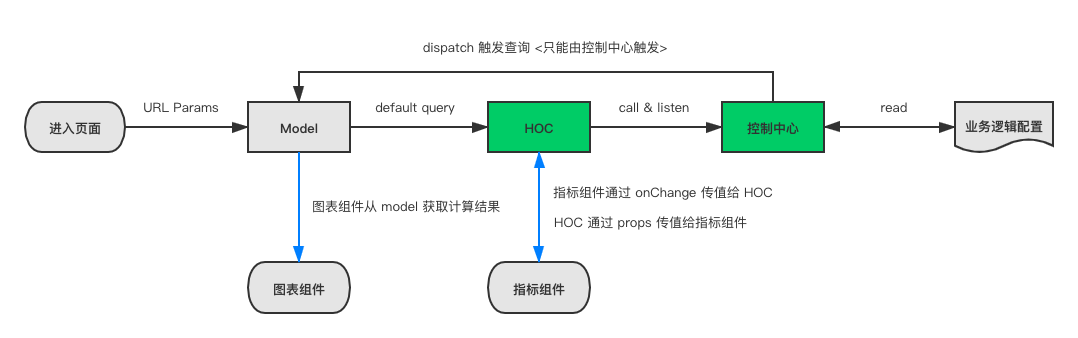 dispatch 触发查询 <只能由控制中心触发>
URL Params
default query
call & listen
read
进入页面
Model
HOC
控制中心
业务逻辑配置
图表组件从 model 获取计算结果
指标组件通过 onChange 传值给 HOC
HOC 通过 props 传值给指标组件
图表组件
指标组件